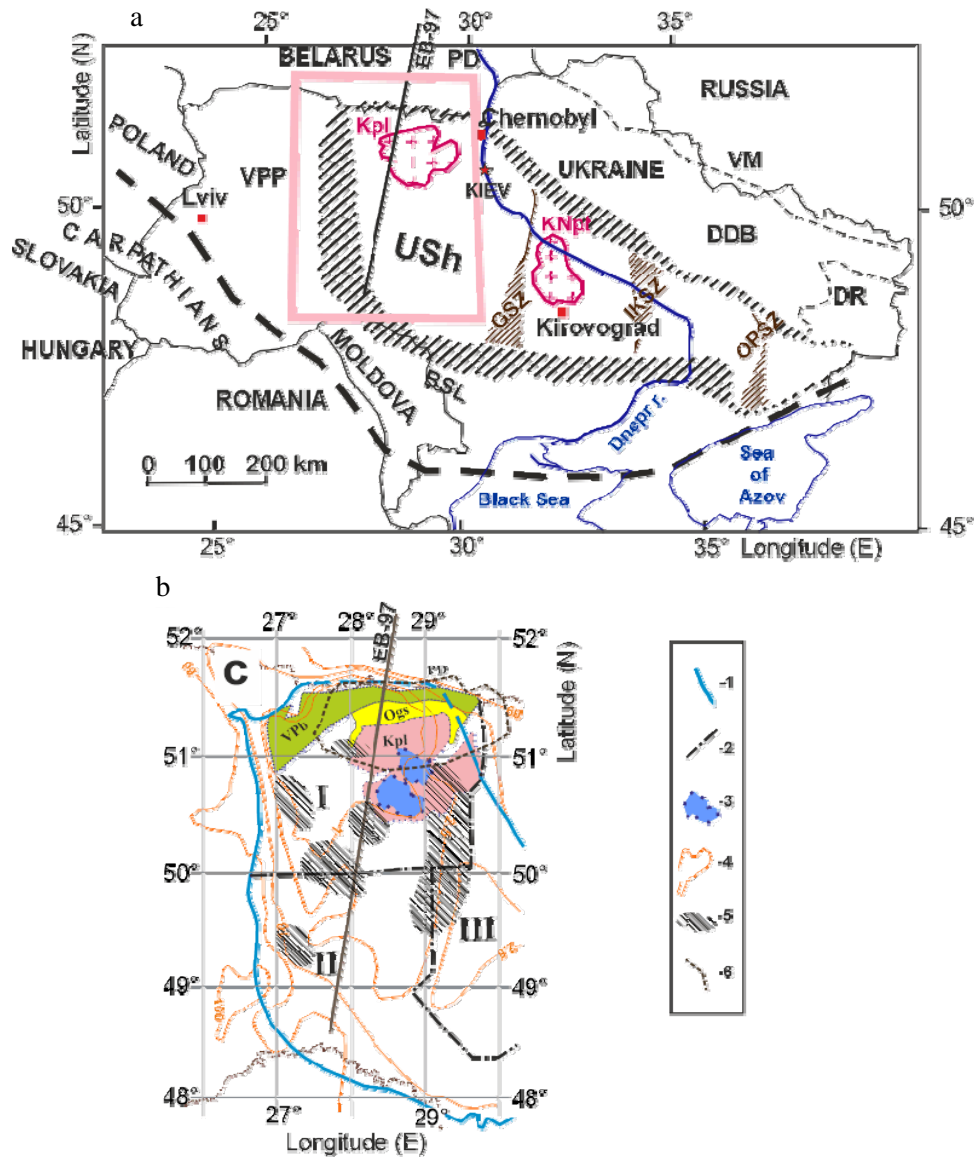 a
25° 30° 35°
Latitude (N)
BELARUS EB-97 PD
RUSSIA
POLAND
Kpl
Chernobyl
VPP
UKRAINE
VM
KIEV
Lviv
50° 50°
KNpl
DDB
USh
CARPATHIANS
SLOVAKIA
GSZ
IKSZ
DR
Kirovograd
OPSZ
HUNGARY
MOLDOVA
BSL
ROMANIA
Dnepr r.
0 100 200 km
Sea
of
Azov
Black Sea
45° 45°
25° 30° 35° Longitude (E)
b
27° 28° 29°
EB-97
52° 52°
C
PD
Latitude (N)
VPb
Ogs
Kpl
51° 51°
I
50° 50°
II
III
49° 49°
100
48° 48°
27° 29°
Longitude (E)
-1
-2
-3
-4
-5
-6